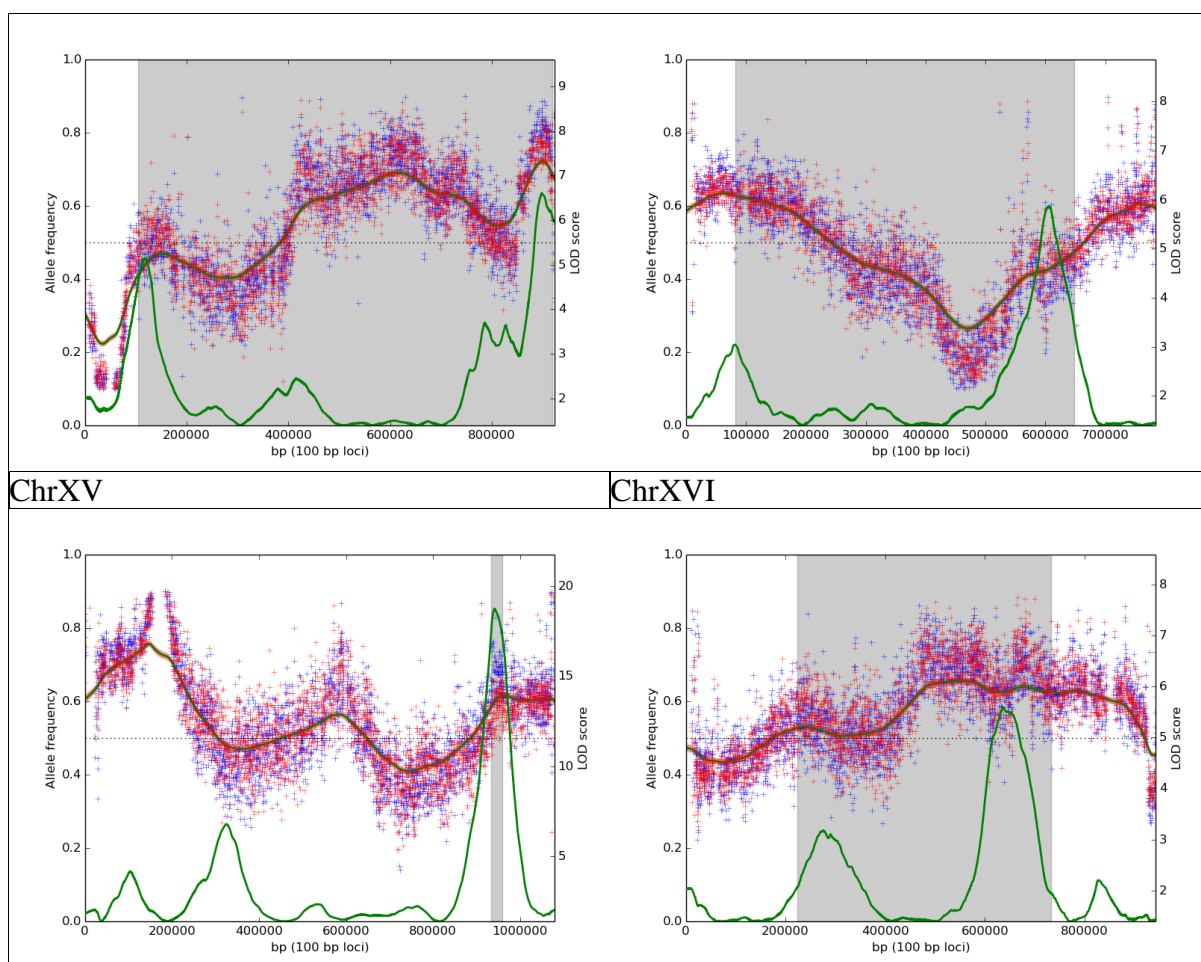 1.0
0.8
0.6
0.4
0.2
0.0
Allele frequency
9
8
7
6
5
4
3
2
LOD score
0 200000 400000 600000 800000
bp (100 bp loci)
1.0
0.8
0.6
0.4
0.2
0.0
Allele frequency
8
7
6
5
4
3
2
LOD score
0 100000 200000 300000 400000 500000 600000 700000
bp (100 bp loci)
ChrXV
ChrXVI
1.0
0.8
0.6
0.4
0.2
0.0
Allele frequency
20
15
10
5
LOD score
0 200000 400000 600000 800000 1000000
bp (100 bp loci)
1.0
0.8
0.6
0.4
0.2
0.0
Allele frequency
8
7
6
5
4
3
2
LOD score
0 200000 400000 600000 800000
bp (100 bp loci)